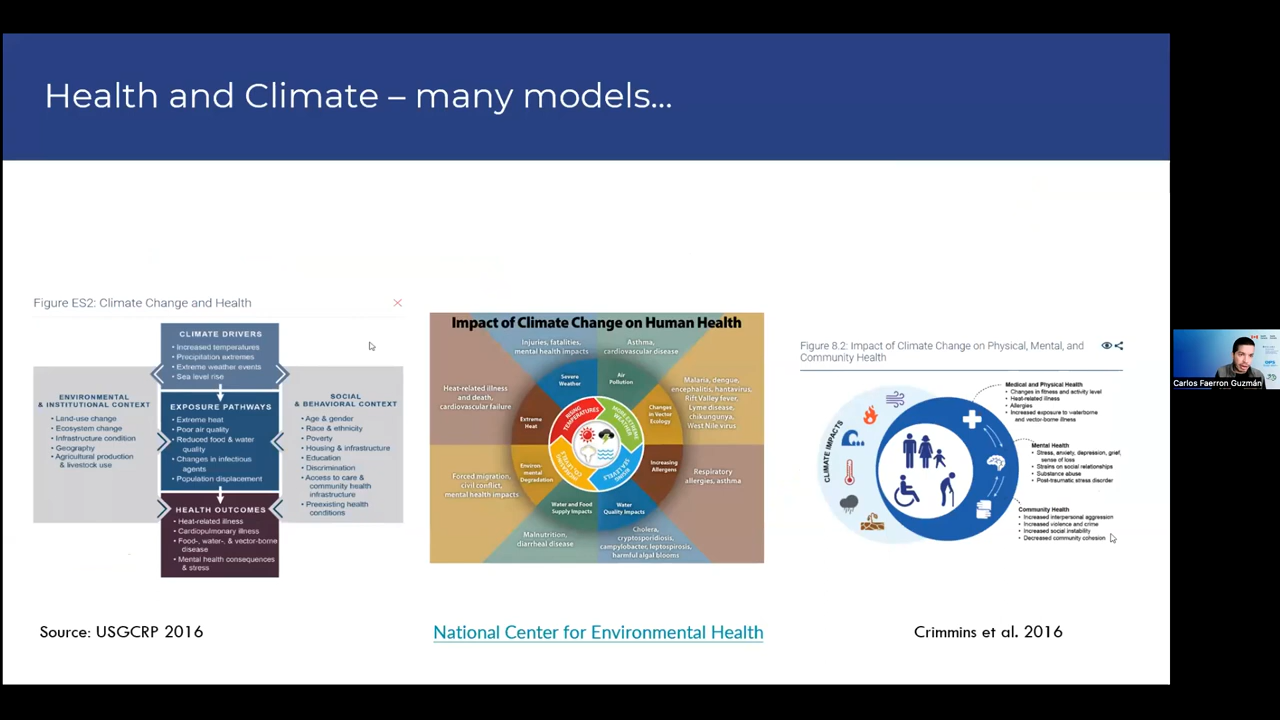 Health and Climate – many models...
Figure ES2: Climate Change and Health
CLIMATE DRIVERS
• Increased temperatures
• Precipitation extremes
• Extreme weather events
• Sea level rise
ENVIRONMENTAL
& INSTITUTIONAL CONTEXT
• Land-use change
• Ecosystem change
• Infrastructure condition
• Geography
• Agricultural production
& livestock use
EXPOSURE PATHWAYS
• Extreme heat
• Poor air quality
• Reduced food & water
quality
• Changes in infectious
agents
• Population displacement
SOCIAL
& BEHAVIORAL CONTEXT
• Age & gender
• Race & ethnicity
• Poverty
• Housing & infrastructure
• Education
• Discrimination
• Access to care &
community health
infrastructure
• Preexisting health
conditions
HEALTH OUTCOMES
• Heat-related illness
• Cardiopulmonary illness
• Food-, water-, & vector-borne
disease
• Mental health consequences
& stress
Source: USGCRP 2016
Impact of Climate Change on Human Health
Injuries, fatalities,
mental health impacts
Asthma,
cardiovascular disease
Severe
Weather
Air
Pollution
Heat-related illness
and death,
cardiovascular failure
Malaria, dengue,
encephalitis, hantavirus,
Rift Valley fever,
Lyme disease,
chikungunya,
West Nile virus
Extreme
Heat
Changes
in Vector
Ecology
RISING
TEMPERATURES
MORE EXTREME
WEATHER
RISING
SEA LEVELS
INCREASING
CO2 LEVELS
Environ-
mental
Degradation
Increasing
Allergens
Forced migration,
civil conflict,
mental health impacts
Respiratory
allergies, asthma
Water and Food
Supply Impacts
Water
Quality Impacts
Malnutrition,
diarrheal disease
Cholera,
cryptosporidiosis,
campylobacter, leptospirosis,
harmful algal blooms
National Center for Environmental Health
Figure 8.2: Impact of Climate Change on Physical, Mental, and
Community Health
CLIMATE IMPACTS
Medical and Physical Health
• Changes in fitness and activity level
• Heat-related illness
• Allergies
• Increased exposure to waterborne
and vector-borne illness
Mental Health
• Stress, anxiety, depression, grief,
sense of loss
• Strains on social relationships
• Substance abuse
• Post-traumatic stress disorder
Community Health
• Increased interpersonal aggression
• Increased violence and crime
• Increased social instability
• Decreased community cohesion
Crimmins et al. 2016
Carlos Faerron Guzmán